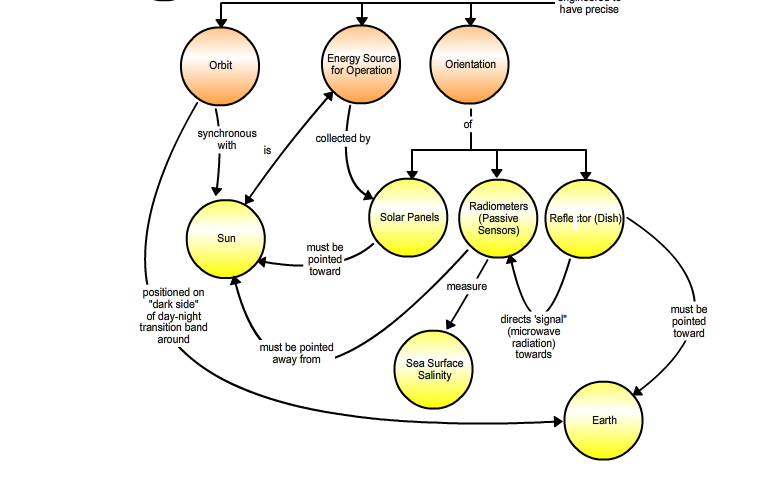 engineered to
have precise
Orbit
Energy Source
for Operation
Orientation
synchronous
with
is
collected by
of
Sun
Solar Panels
Radiometers
(Passive
Sensors)
(Dish)
must be
pointed
toward
measure
positioned on
"dark side"
of day-night
transition band
around
must be pointed
away from
directs 'signal"
(microwave
radiation)
towards
must be
pointed
toward
Sea Surface
Salinity
Earth